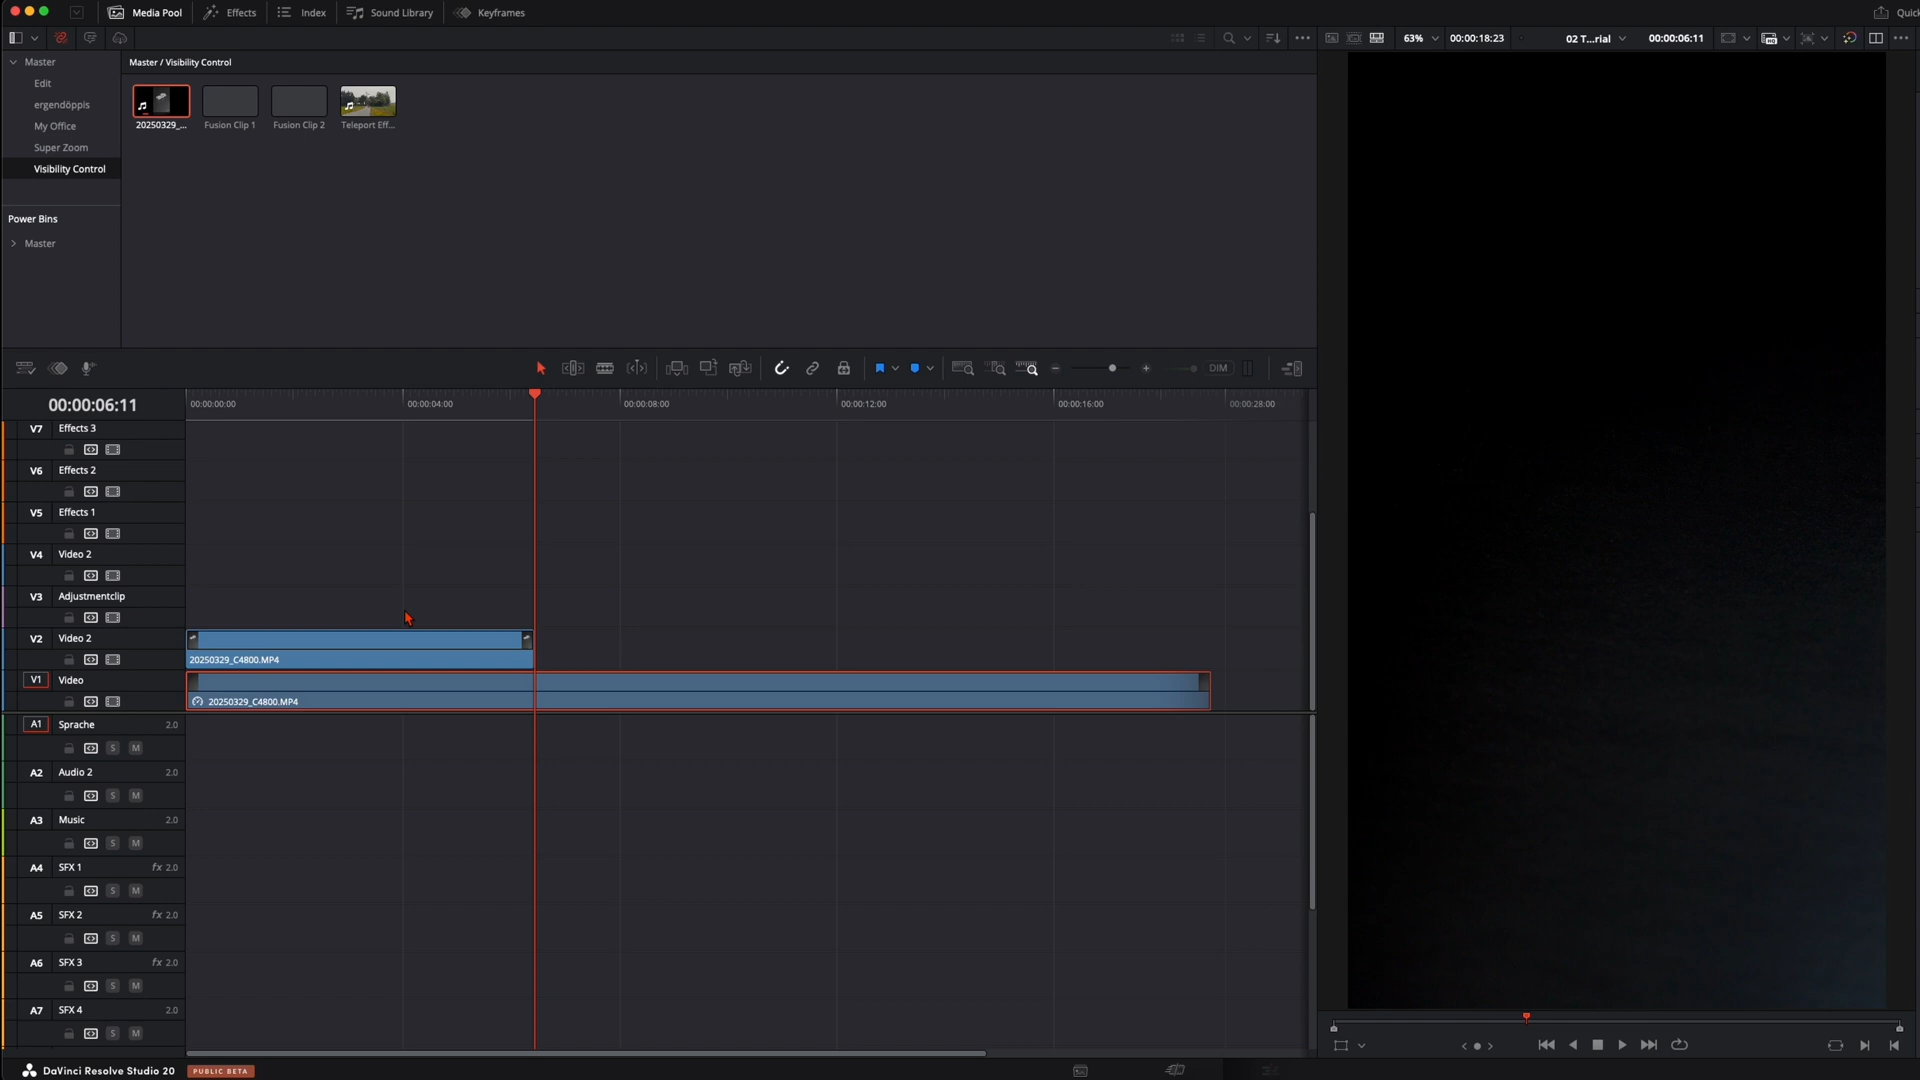 Media Pool
Effects
Index
Sound Library
Keyframes
63%
00:00:18:23
02 T...rial
00:00:06:11
Master
Edit
ergendöppis
My Office
Super Zoom
Visibility Control
Power Bins
Master
Master / Visibility Control
20250329_...
Fusion Clip 1
Fusion Clip 2
Teleport Eff...
DIM
00:00:06:11
00:00:00:00
00:00:04:00
00:00:08:00
00:00:12:00
00:00:16:00
00:00:28:00
V7 Effects 3
V6 Effects 2
V5 Effects 1
V4 Video 2
V3 Adjustmentclip
V2 Video 2
20250329_C4800.MP4
V1 Video
20250329_C4800.MP4
A1 Sprache 2.0
S M
A2 Audio 2 2.0
S M
A3 Music 2.0
S M
A4 SFX 1 fx 2.0
S M
A5 SFX 2 fx 2.0
S M
A6 SFX 3 fx 2.0
S M
A7 SFX 4 2.0
S M
DaVinci Resolve Studio 20
PUBLIC BETA